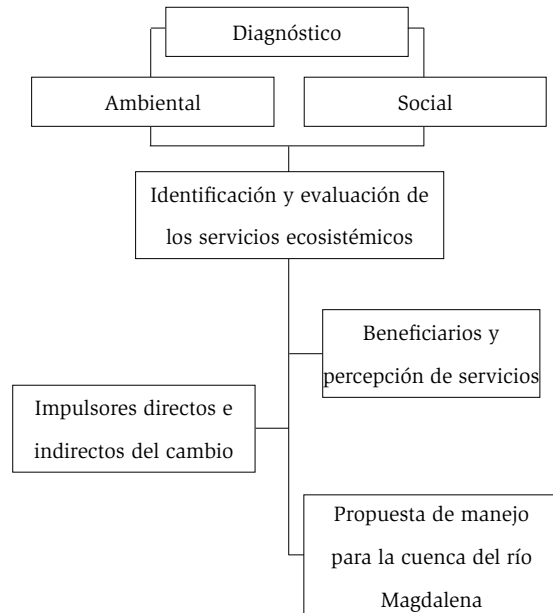 Diagnóstico
Ambiental
Social
Identificación y evaluación de
los servicios ecosistémicos
Beneficiarios y
percepción de servicios
Impulsores directos e
indirectos del cambio
Propuesta de manejo
para la cuenca del río
Magdalena